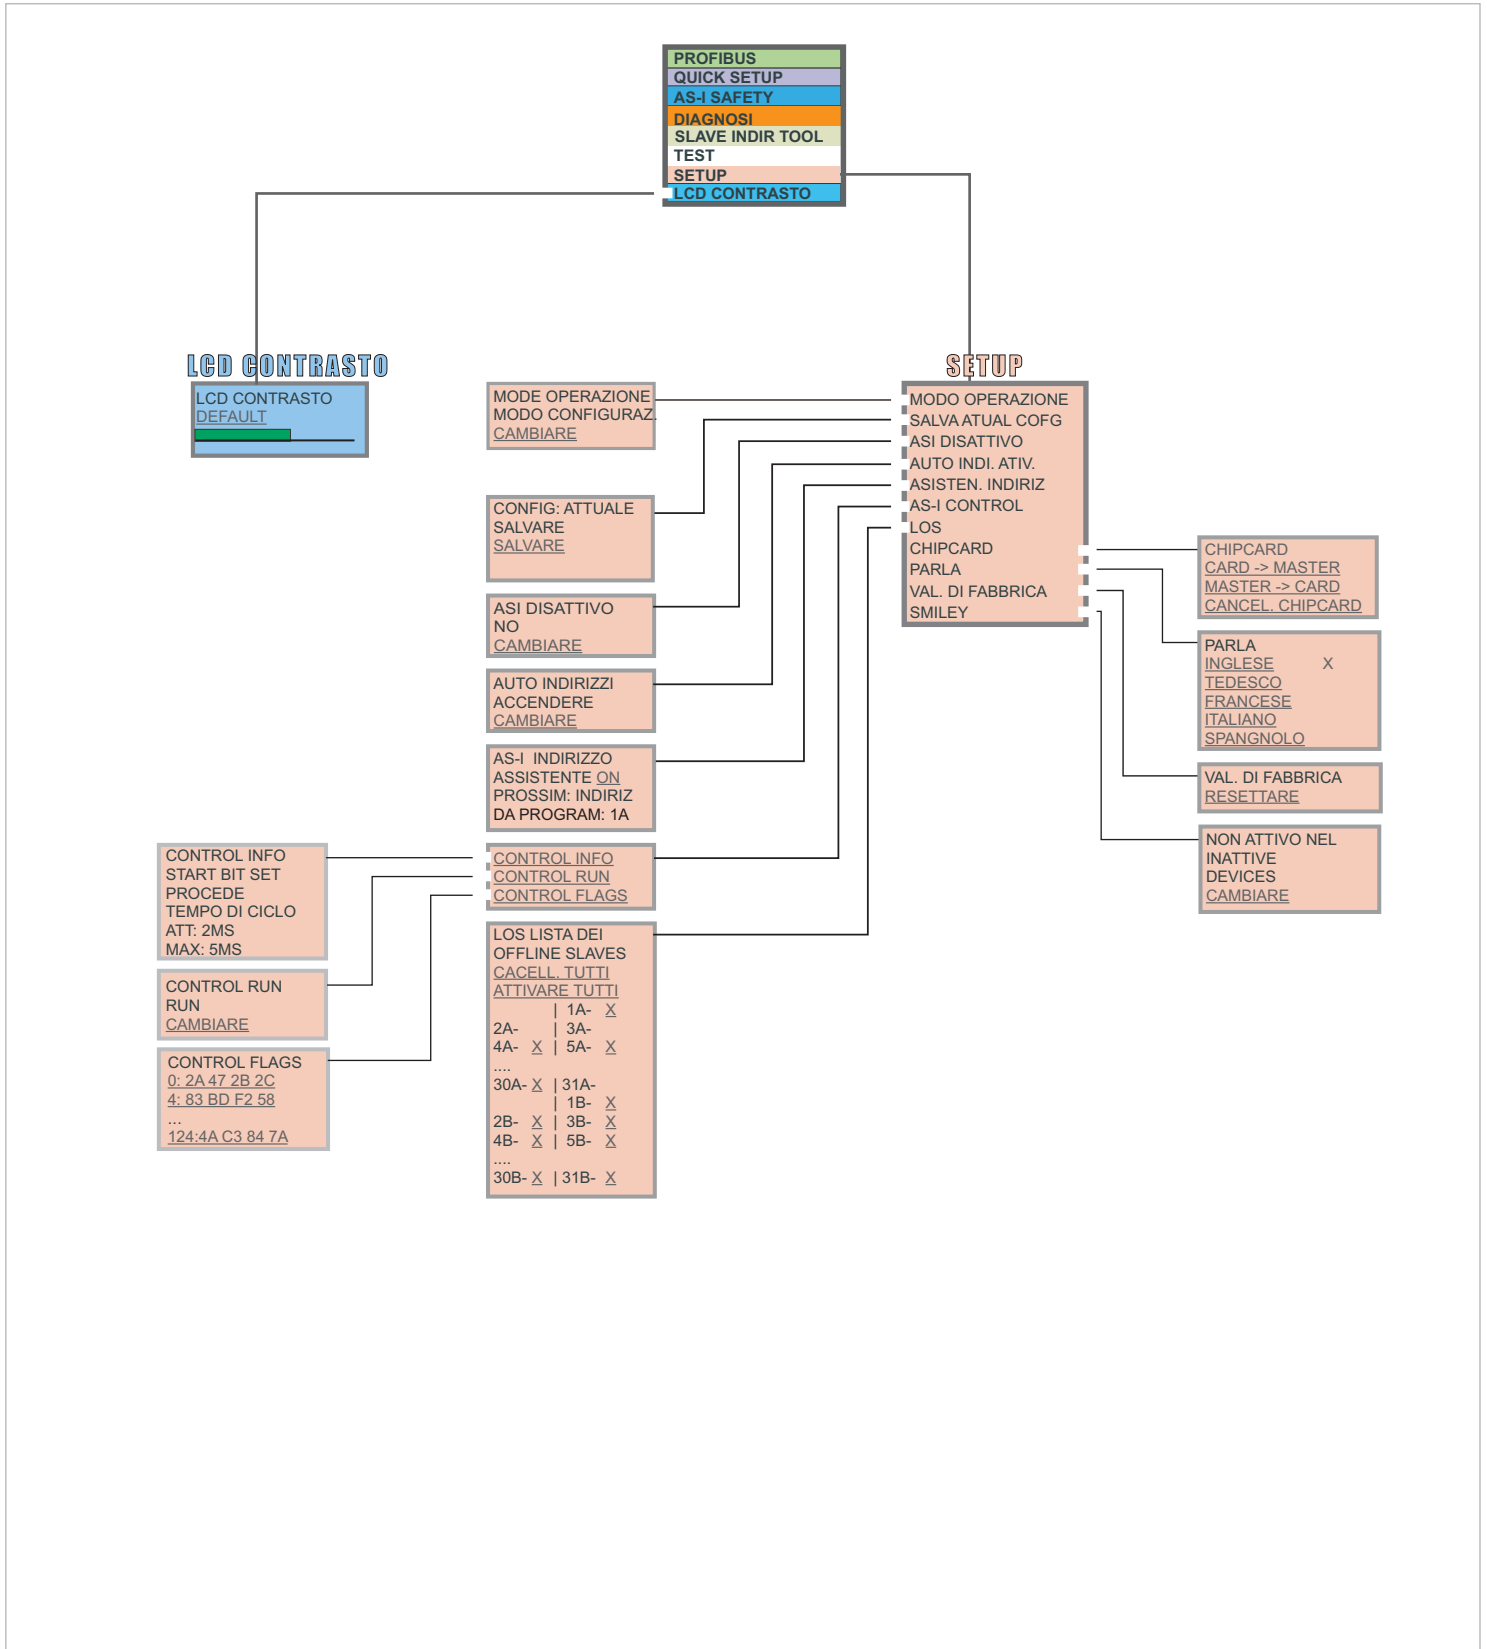 PROFIBUS
QUICK SETUP
AS-I SAFETY
DIAGNOSI
SLAVE INDIR TOOL
TEST
SETUP
LCD CONTRASTO
LCD CONTRASTO
LCD CONTRASTO
DEFAULT
SETUP
MODO OPERAZIONE
SALVA ATUAL COFG
ASI DISATTIVO
AUTO INDI. ATIV.
ASISTEN. INDIRIZ
AS-I CONTROL
LOS
CHIPCARD
PARLA
VAL. DI FABBRICA
SMILEY
MODE OPERAZIONE
MODO CONFIGURAZ.
CAMBIARE
CONFIG: ATTUALE
SALVARE
SALVARE
ASI DISATTIVO
NO
CAMBIARE
AUTO INDIRIZZI
ACCENDERE
CAMBIARE
AS-I  INDIRIZZO
ASSISTENTE ON
PROSSIM: INDIRIZ
DA PROGRAM: 1A
CONTROL INFO
CONTROL RUN
CONTROL FLAGS
CONTROL INFO
START BIT SET
PROCEDE
TEMPO DI CICLO
ATT: 2MS
MAX: 5MS
CONTROL RUN
RUN
CAMBIARE
CONTROL FLAGS
0: 2A 47 2B 2C
4: 83 BD F2 58
...
124:4A C3 84 7A
LOS LISTA DEI
OFFLINE SLAVES
CACELL. TUTTI
ATTIVARE TUTTI
| 1A- X
2A- | 3A-
4A- X | 5A- X
....
30A- X | 31A-
| 1B- X
2B- X | 3B- X
4B- X | 5B- X
....
30B- X | 31B- X
CHIPCARD
CARD -> MASTER
MASTER -> CARD
CANCEL. CHIPCARD
PARLA
INGLESE X
TEDESCO
FRANCESE
ITALIANO
SPANGNOLO
VAL. DI FABBRICA
RESETTARE
NON ATTIVO NEL
INATTIVE
DEVICES
CAMBIARE